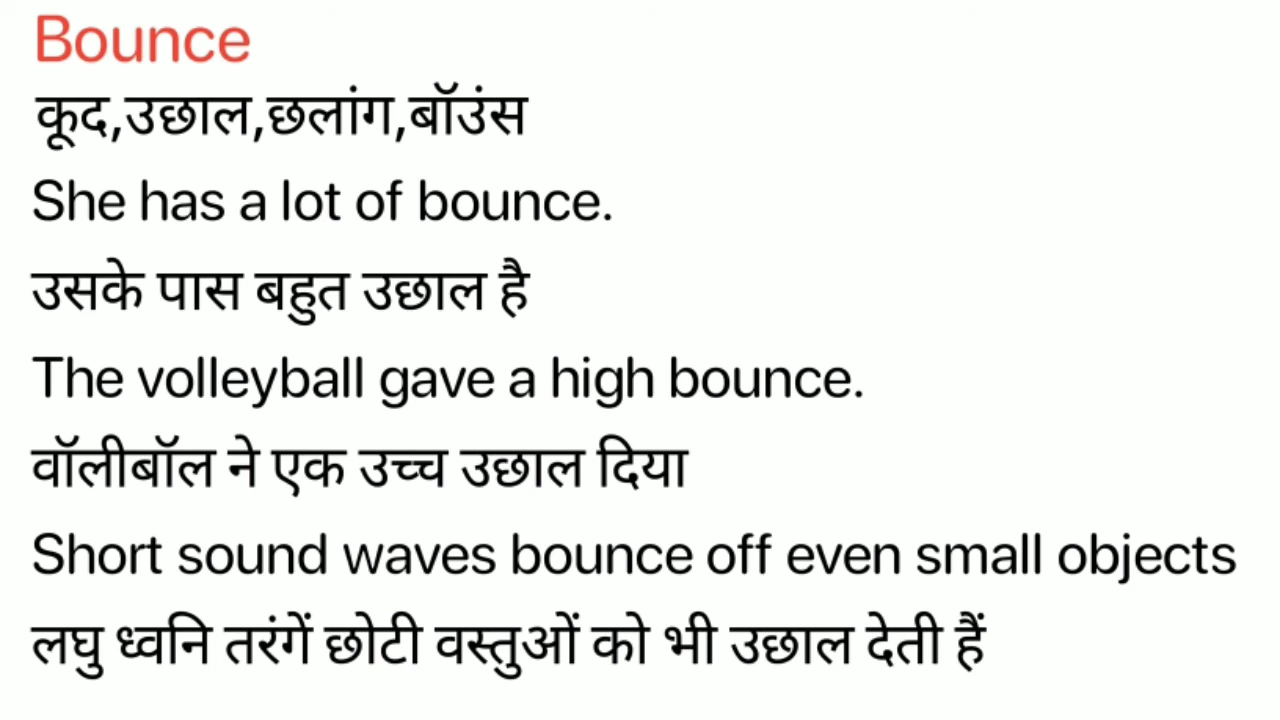 Bounce
कूद,उछाल,छलांग,बॉउंस
She has a lot of bounce.
उसके पास बहुत उछाल है
The volleyball gave a high bounce.
वॉलीबॉल ने एक उच्च उछाल दिया
Short sound waves bounce off even small objects
लघु ध्वनि तरंगें छोटी वस्तुओं को भी उछाल देती हैं